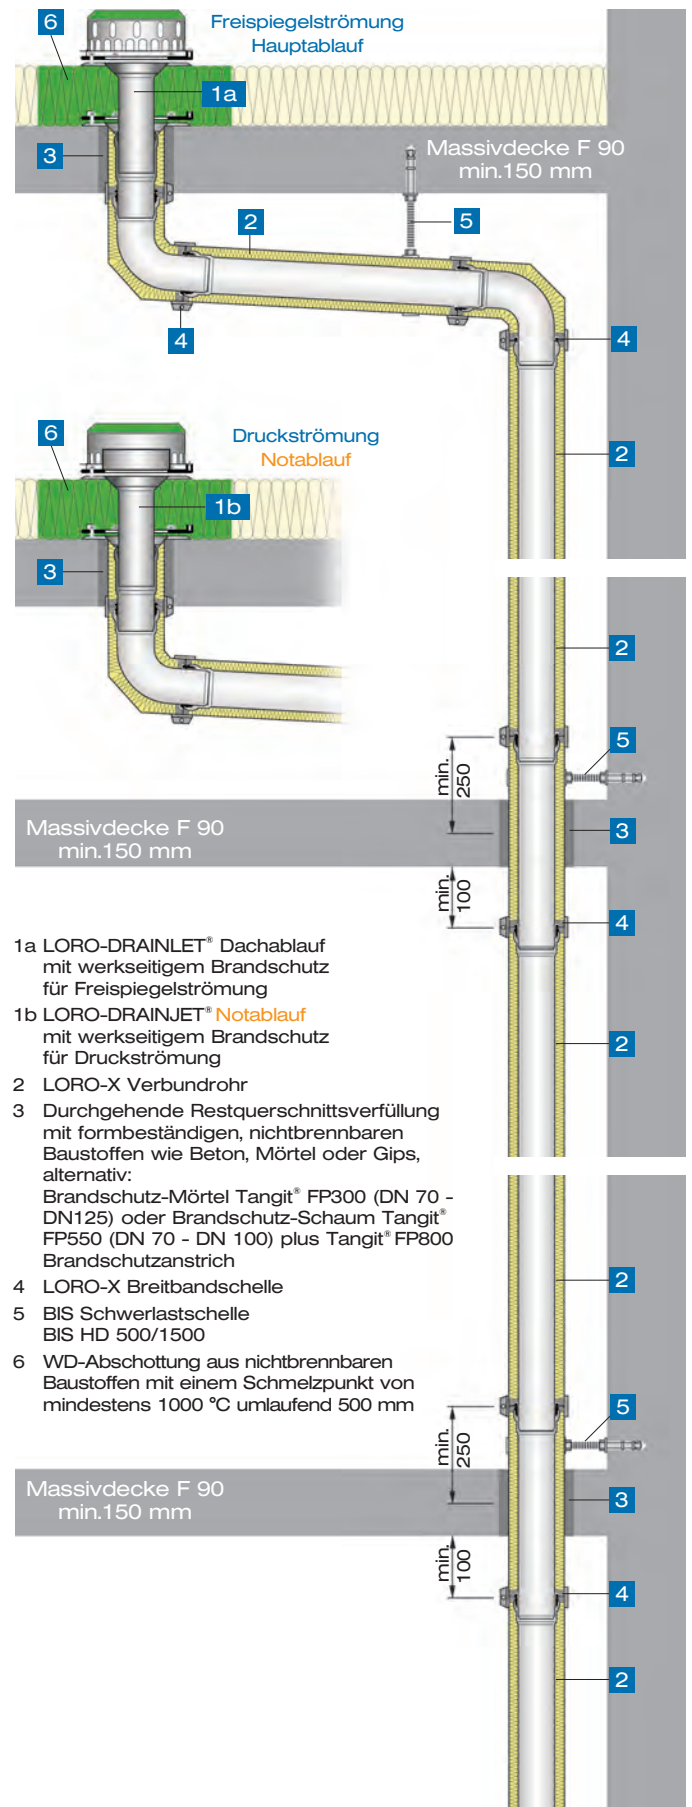 6
Freispiegelströmung
Hauptablauf
1a
3
Massivdecke F 90
min.150 mm
2
5
4
4
6
Druckströmung
Notablauf
2
1b
3
2
5
min.
250
Massivdecke F 90
min.150 mm
3
min.
100
4
1a LORO-DRAINLET® Dachablauf
mit werkseitigem Brandschutz
für Freispiegelströmung
1b LORO-DRAINJET® Notablauf
mit werkseitigem Brandschutz
für Druckströmung
2
2 LORO-X Verbundrohr
3 Durchgehende Restquerschnittsverfüllung
mit formbeständigen, nichtbrennbaren
Baustoffen wie Beton, Mörtel oder Gips,
alternativ:
Brandschutz-Mörtel Tangit® FP300 (DN 70 -
DN125) oder Brandschutz-Schaum Tangit®
FP550 (DN 70 - DN 100) plus Tangit® FP800
Brandschutzanstrich
4 LORO-X Breitbandschelle
5 BIS Schwerlastschelle
BIS HD 500/1500
6 WD-Abschottung aus nichtbrennbaren
Baustoffen mit einem Schmelzpunkt von
mindestens 1000 °C umlaufend 500 mm
2
5
min.
250
Massivdecke F 90
min.150 mm
3
min.
100
4
2